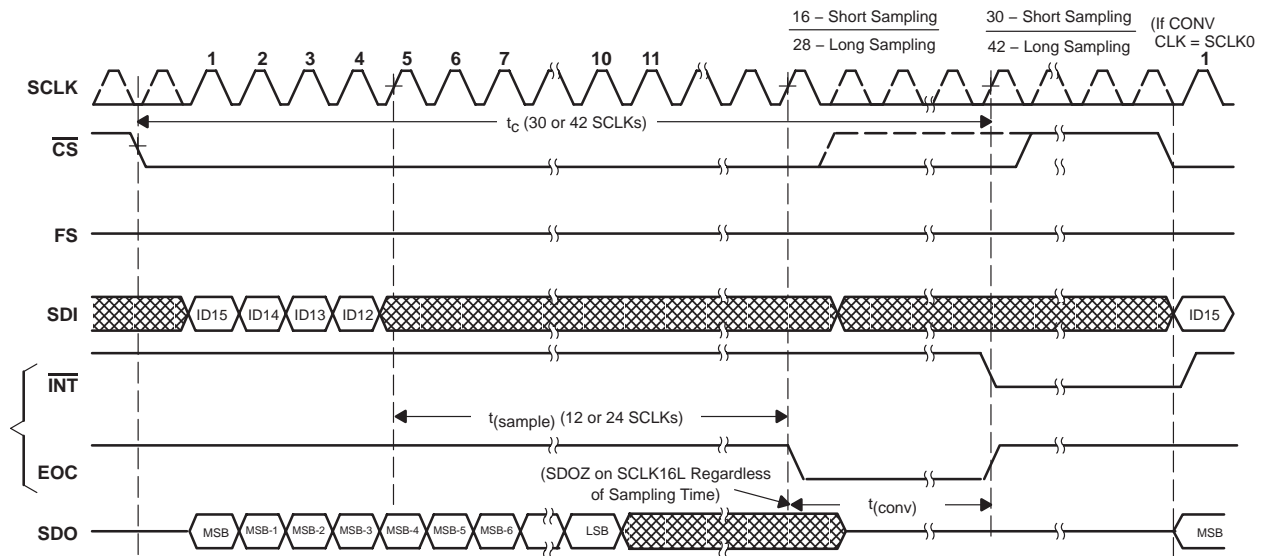 16 – Short Sampling
28 – Long Sampling
30 – Short Sampling
42 – Long Sampling
(If CONV
CLK = SCLK0
1 2 3 4 5 6 7 10 11 1
SCLK
tc (30 or 42 SCLKs)
CS
FS
SDI
ID15 ID14 ID13 ID12 ID15
INT
t(sample) (12 or 24 SCLKs)
EOC
(SDOZ on SCLK16L Regardless
of Sampling Time)
t(conv)
SDO
MSB MSB-1 MSB-2 MSB-3 MSB-4 MSB-5 MSB-6 LSB MSB